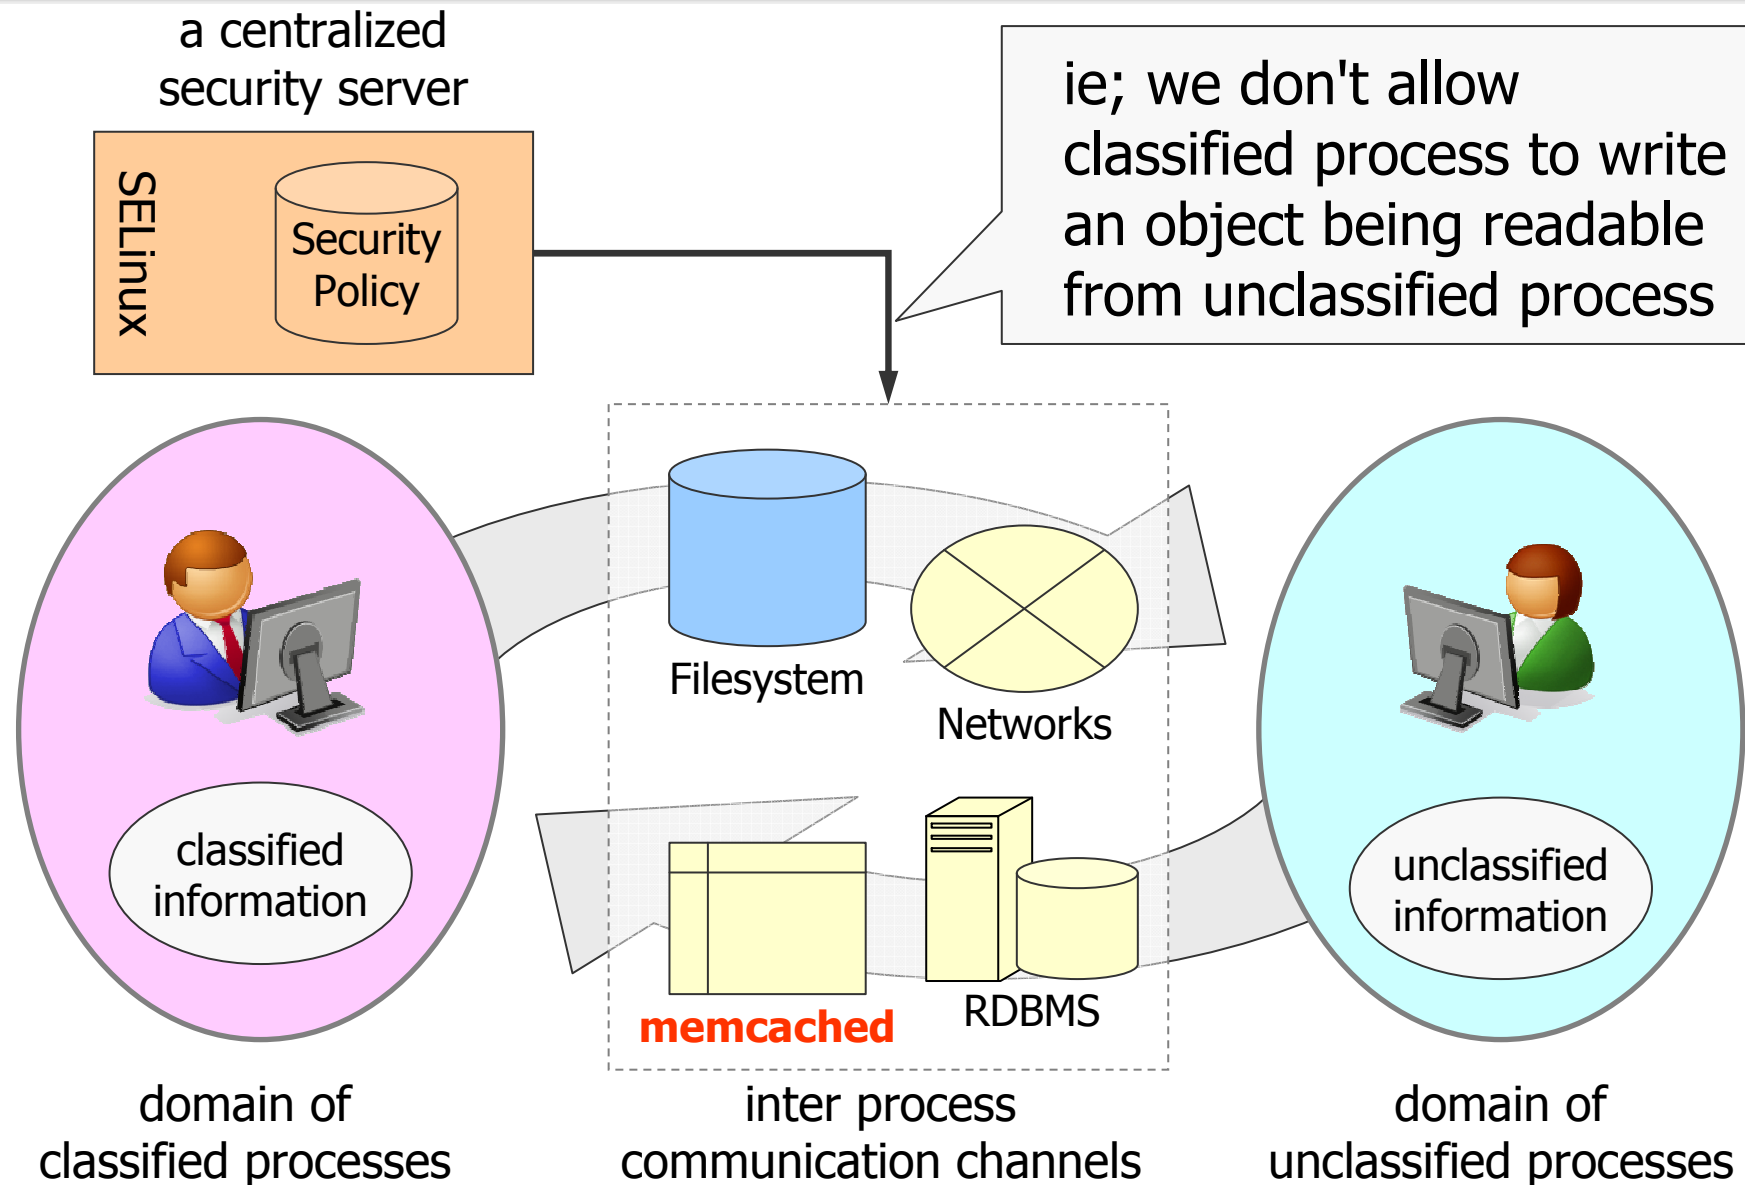 a centralized
security server
SELinux
Security
Policy
ie; we don't allow
classified process to write
an object being readable
from unclassified process
Filesystem
Networks
classified
information
memcached
RDBMS
unclassified
information
domain of
classified processes
inter process
communication channels
domain of
unclassified processes